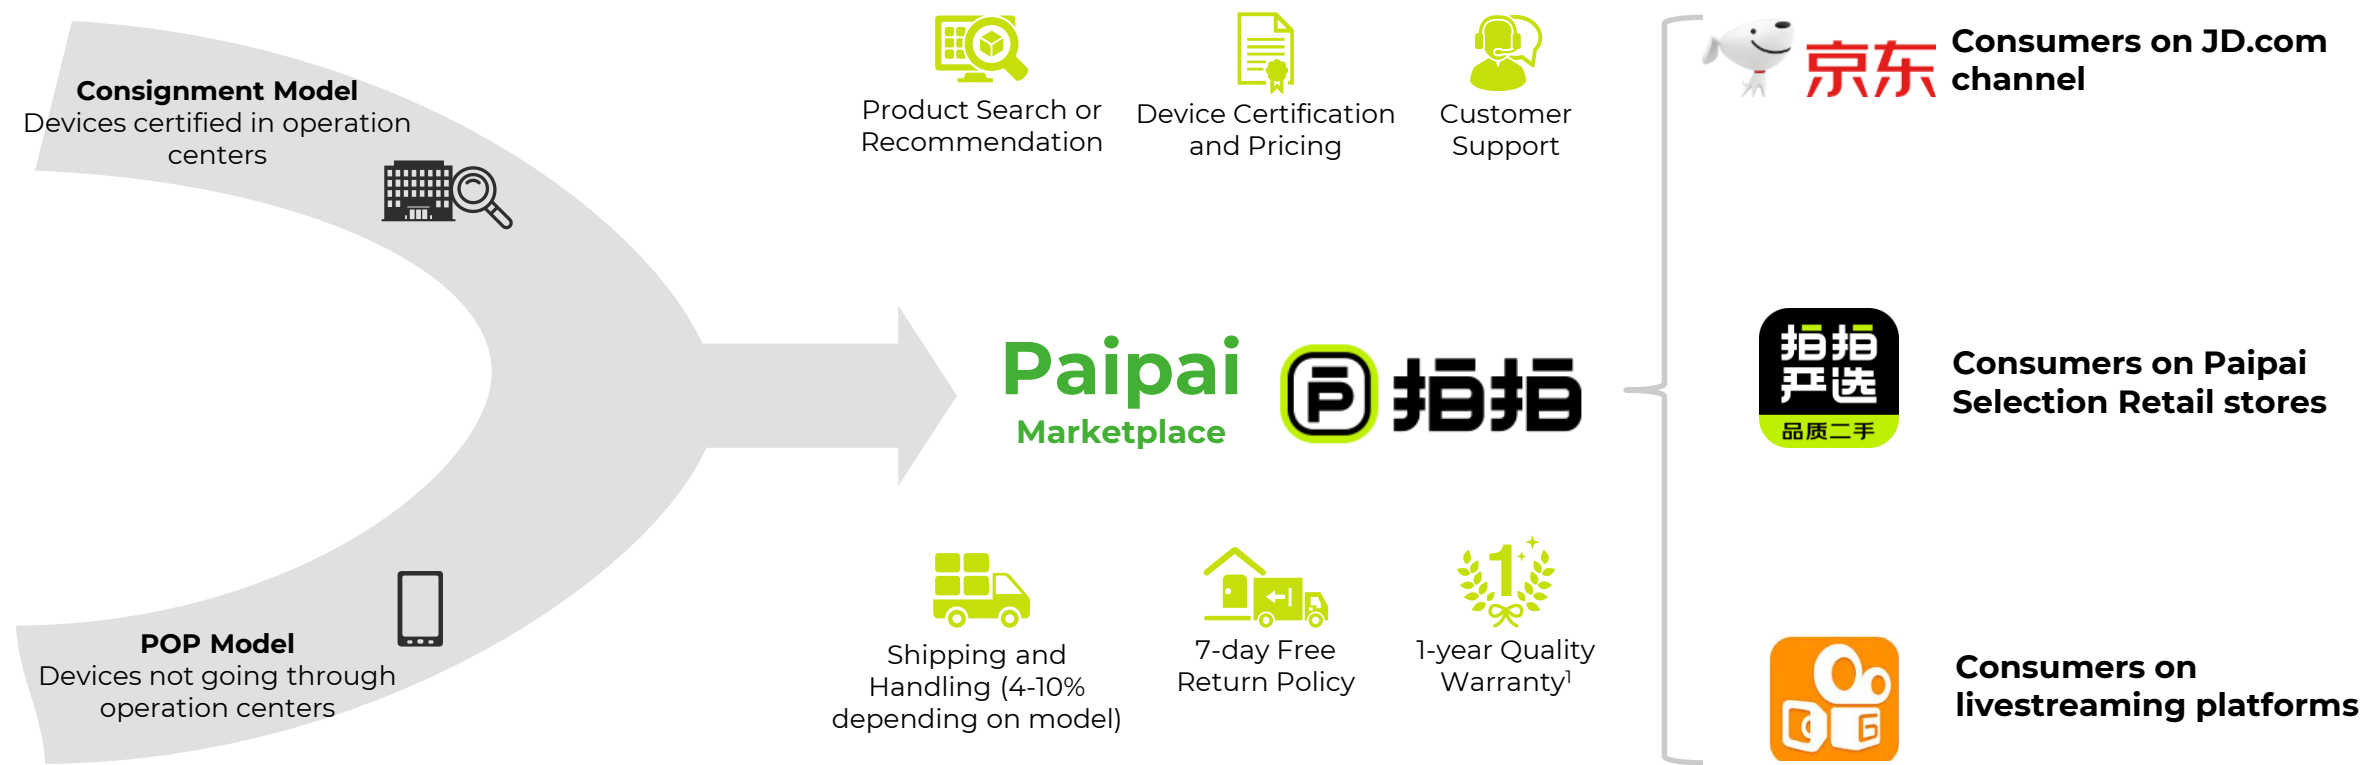 Consignment Model
Devices certified in operation
centers
POP Model
Devices not going through
operation centers
Product Search or
Recommendation
Device Certification
and Pricing
Customer
Support
Paipai
Marketplace
P 拍拍
Shipping and
Handling (4-10%
depending on model)
7-day Free
Return Policy
1
1-year Quality
Warranty¹
京东
Consumers on JD.com
channel
拍拍
严选
品质二手
Consumers on Paipai
Selection Retail stores
Consumers on
livestreaming platforms